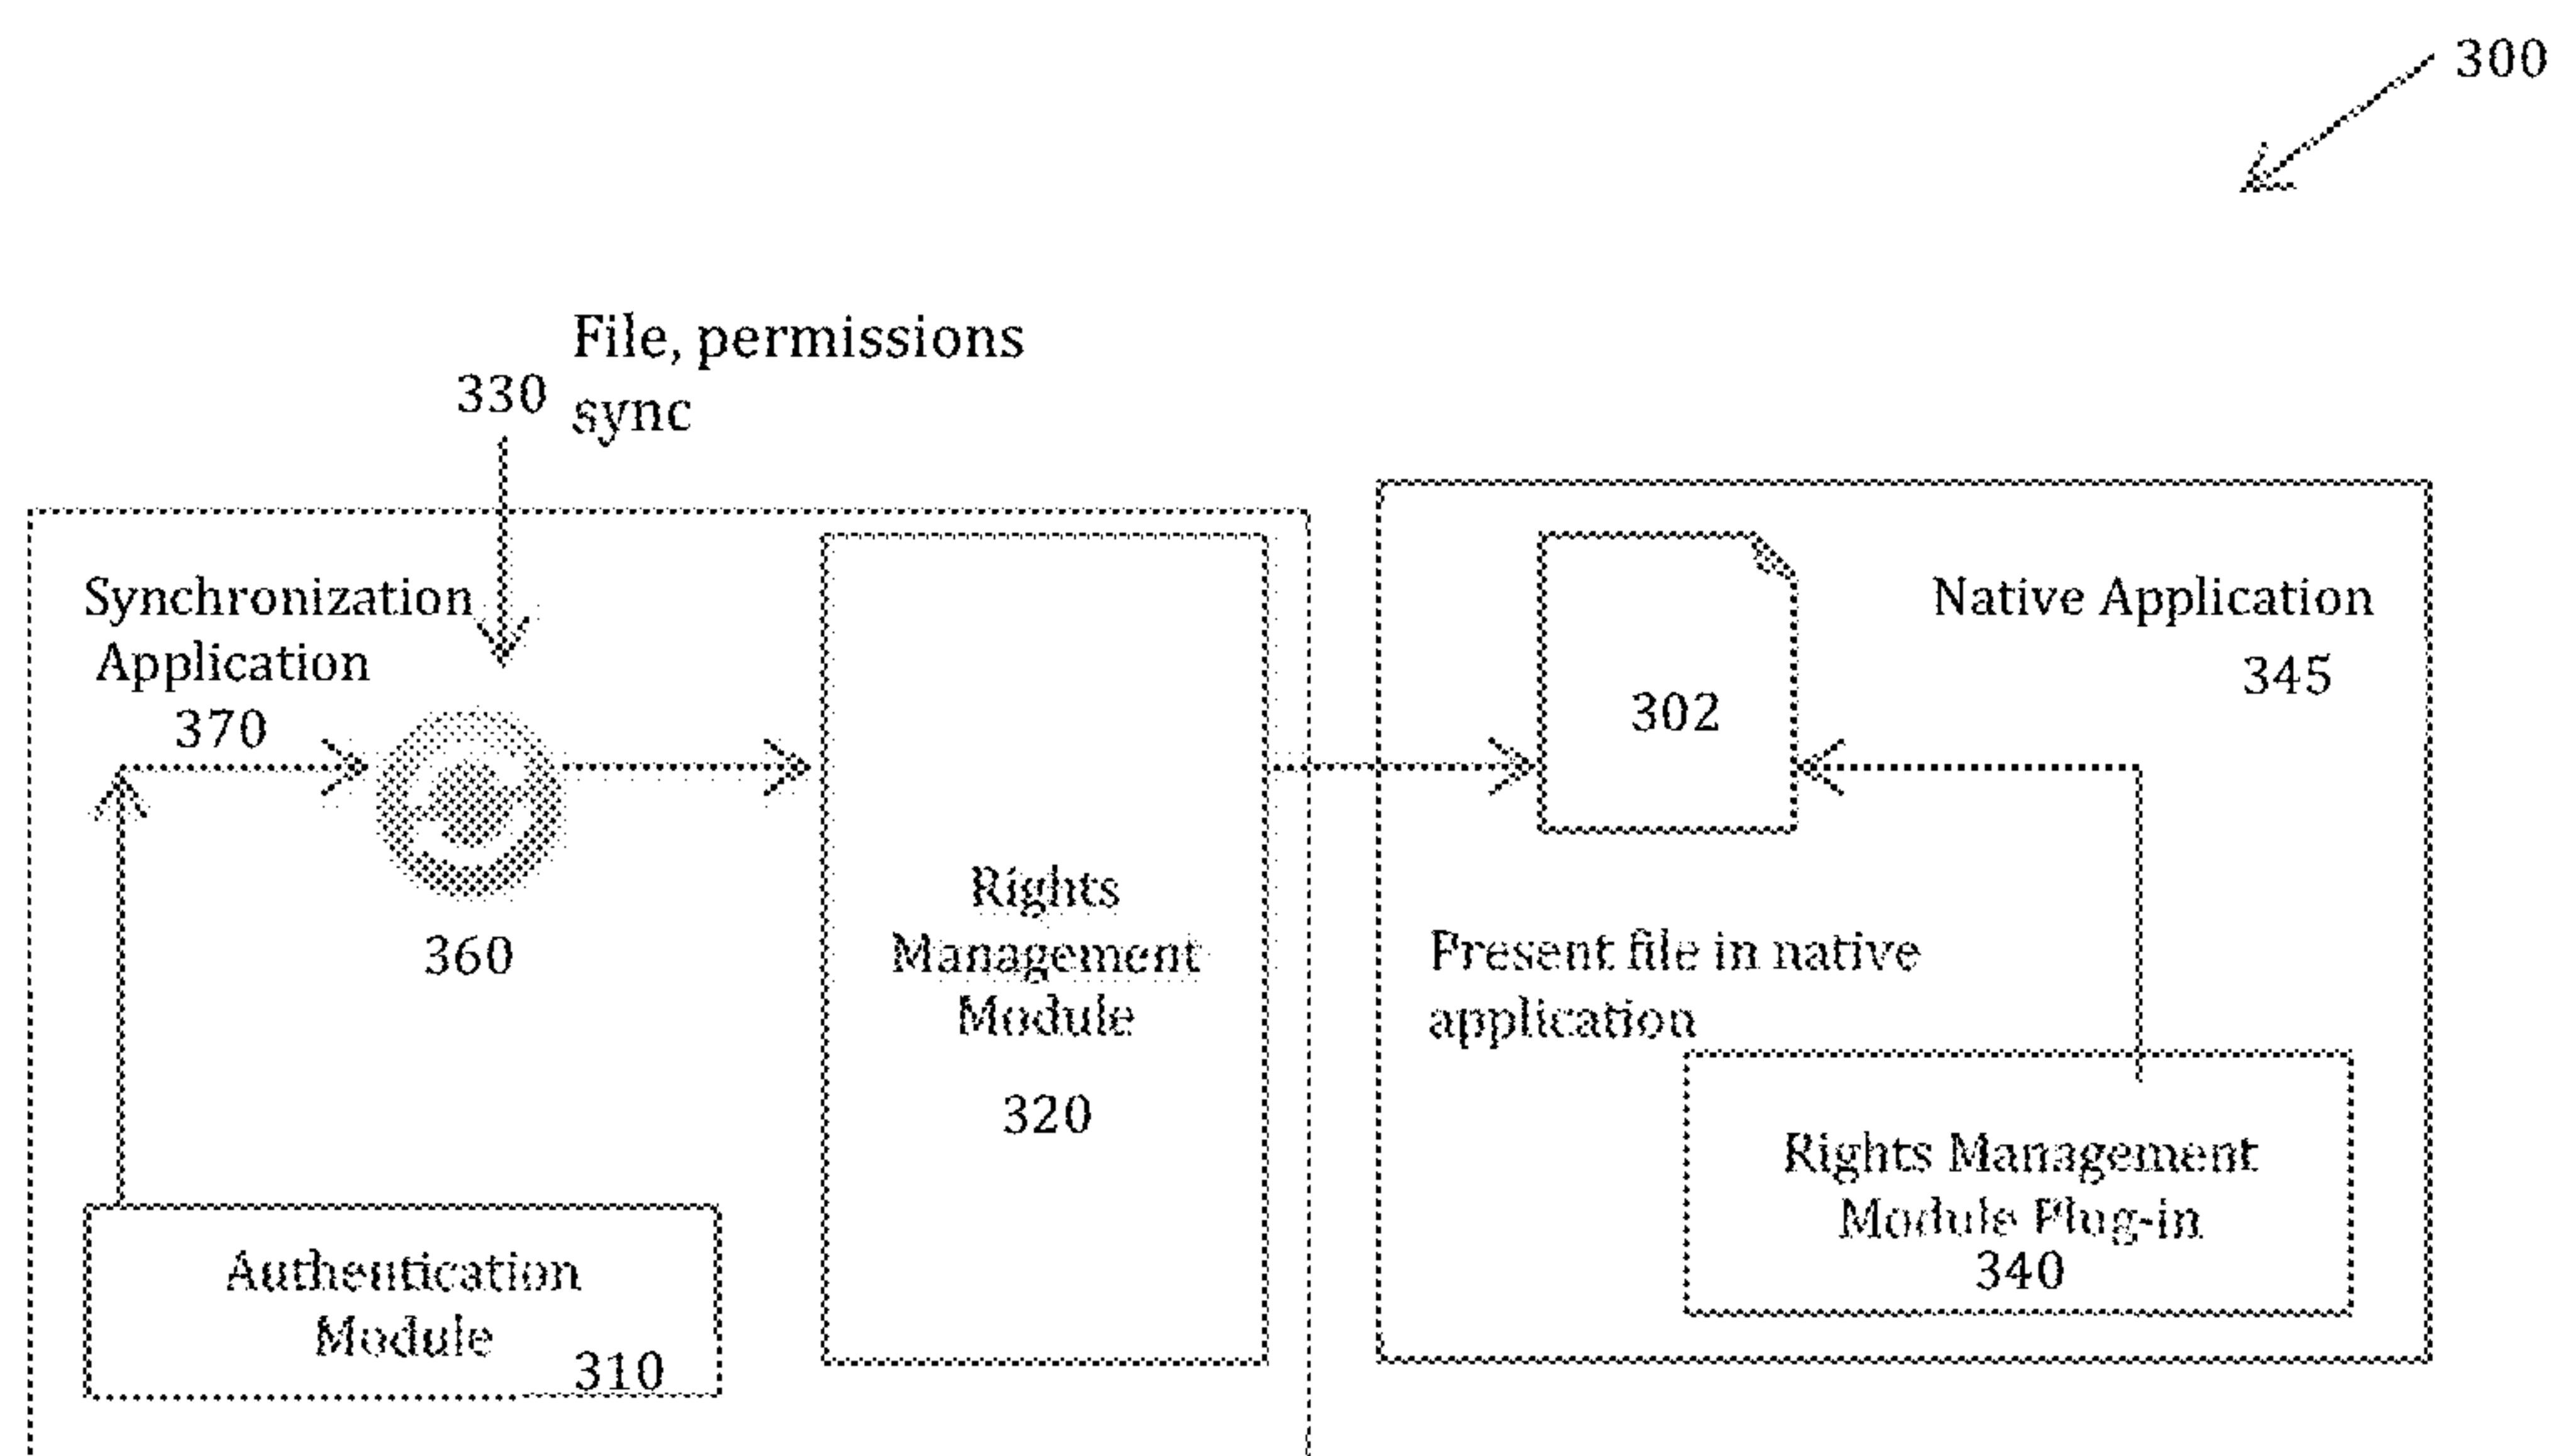 300
File, permissions
330
sync
Synchronization
Application
370
360
Rights
Management
Module
320
Authentication
Module
310
302
Native Application
345
Present file in native
application
Rights Management
Module Plug-in
340